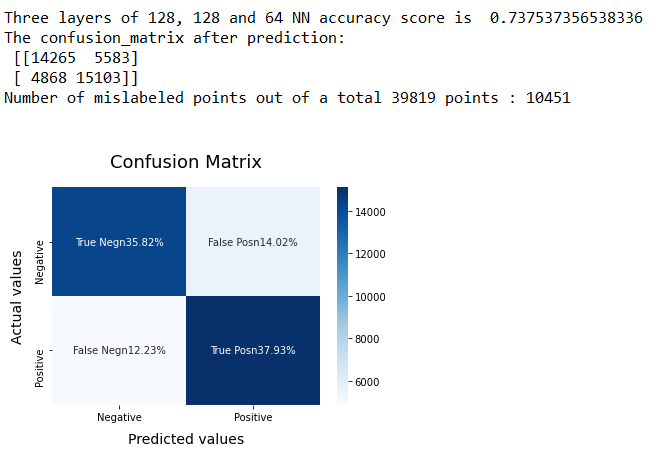 Three layers of 128, 128 and 64 NN accuracy score is  0.737537356538336
The confusion_matrix after prediction:
 [[14265  5583]
 [ 4868 15103]]
Number of mislabeled points out of a total 39819 points : 10451
Confusion Matrix
Actual values
Negative
Positive
True Negn35.82%
False Posn14.02%
False Negn12.23%
True Posn37.93%
Negative
Positive
Predicted values
14000
12000
10000
8000
6000